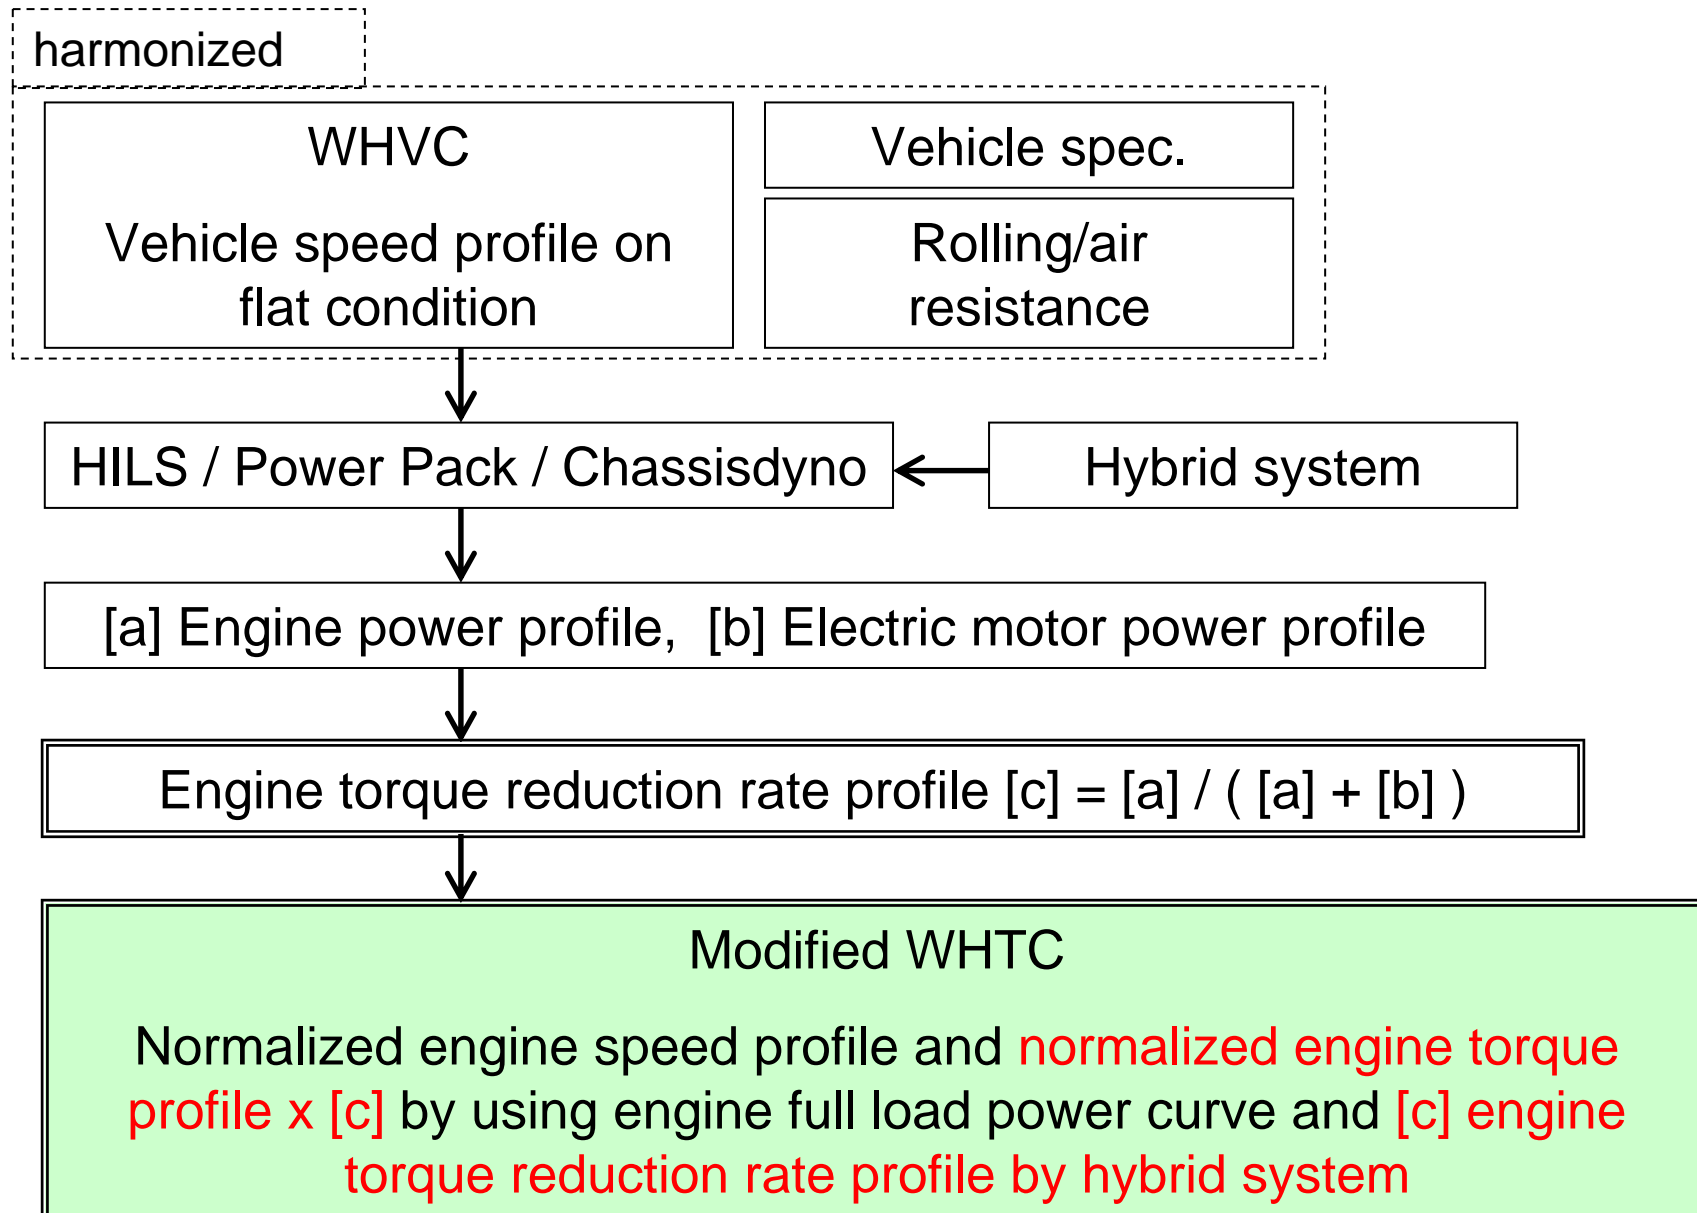 harmonized
WHVC
Vehicle speed profile on
flat condition
Vehicle spec.
Rolling/air
resistance
HILS / Power Pack / Chassisdyno
Hybrid system
[a] Engine power profile,  [b] Electric motor power profile
Engine torque reduction rate profile [c] = [a] / ( [a] + [b] )
Modified WHTC
Normalized engine speed profile and normalized engine torque
profile x [c] by using engine full load power curve and [c] engine
torque reduction rate profile by hybrid system